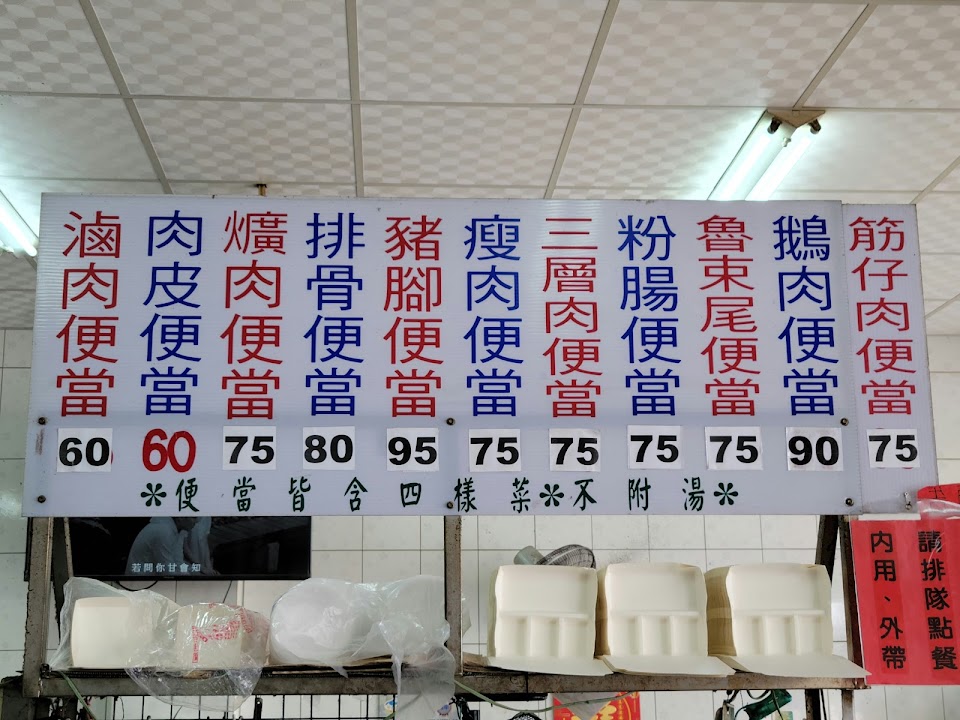 滷肉便當 60
肉皮便當 60
爌肉便當 75
排骨便當 80
豬腳便當 95
瘦肉便當 75
三層肉便當 75
粉腸便當 75
魯束尾便當 75
鵝肉便當 90
筋仔肉便當 75
＊便當皆含四樣菜＊不附湯＊
若問你甘會知
請排隊點餐
內用、外帶